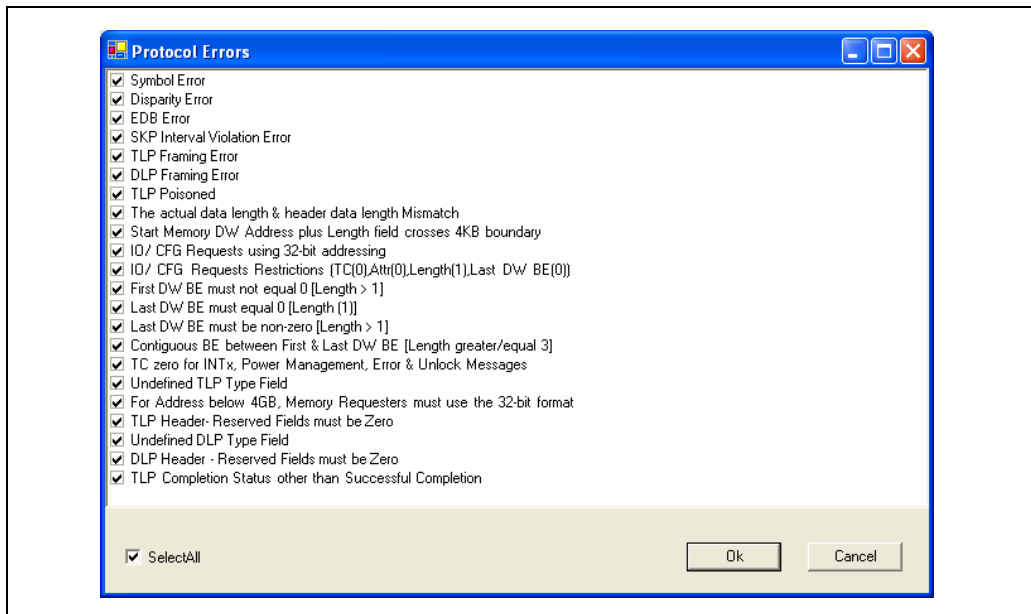 Protocol Errors
Symbol Error
Disparity Error
EDB Error
SKP Interval Violation Error
TLP Framing Error
DLP Framing Error
TLP Poisoned
The actual data length & header data length Mismatch
Start Memory DW Address plus Length field crosses 4KB boundary
IO/ CFG Requests using 32-bit addressing
IO/ CFG Requests Restrictions (TC(0),Attr(0),Length(1),Last DW BE(0))
First DW BE must not equal 0 [Length > 1]
Last DW BE must equal 0 [Length (1)]
Last DW BE must be non-zero [Length > 1]
Contiguous BE between First & Last DW BE [Length greater/equal 3]
TC zero for INTx, Power Management, Error & Unlock Messages
Undefined TLP Type Field
For Address below 4GB, Memory Requesters must use the 32-bit format
TLP Header- Reserved Fields must be Zero
Undefined DLP Type Field
DLP Header - Reserved Fields must be Zero
TLP Completion Status other than Successful Completion
SelectAll
Ok
Cancel